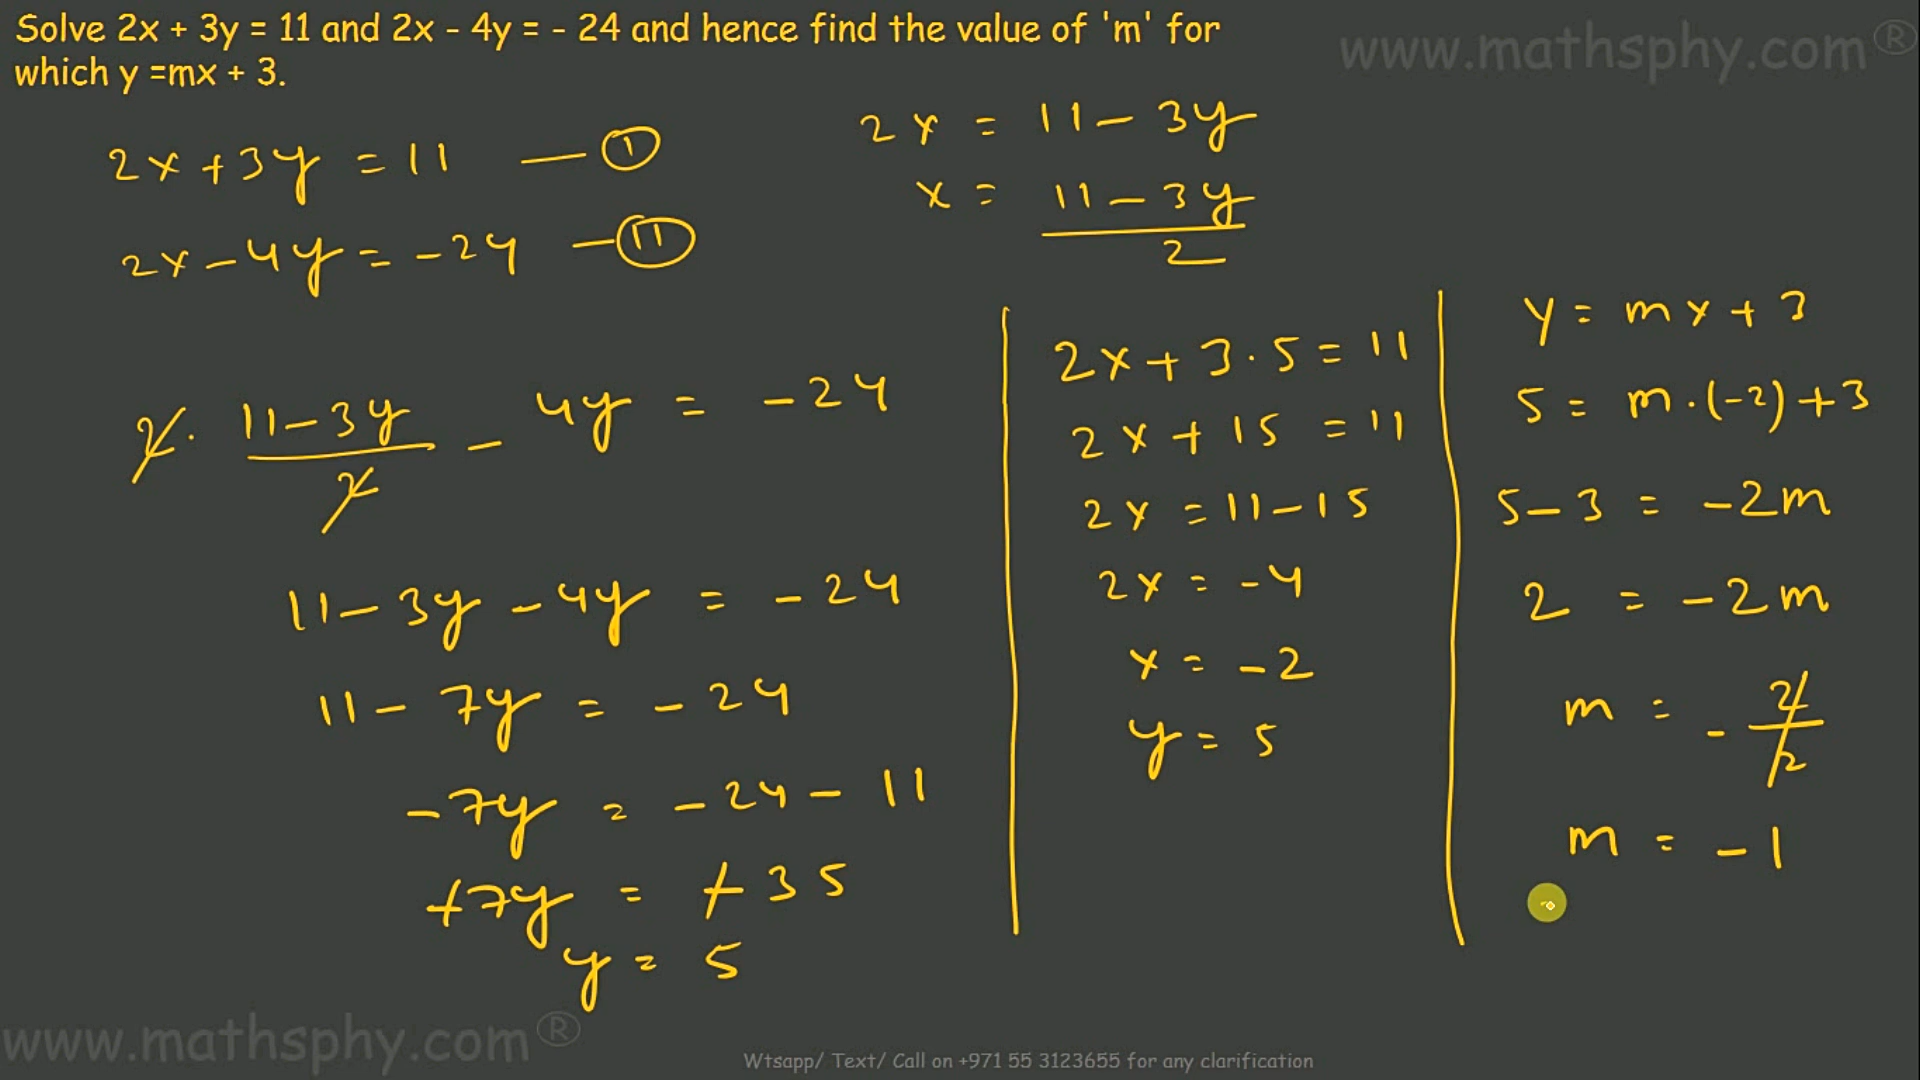 Solve 2x + 3y = 11 and 2x - 4y = - 24 and hence find the value of 'm' for
which y =mx + 3.
www.mathsphy.com®
2x + 3y = 11 — (1)
2x - 4y = -24 — (11)
2x = 11 - 3y
x = (11 - 3y)/2
2 · (11 - 3y)/2 - 4y = -24
11 - 3y - 4y = -24
11 - 7y = -24
-7y = -24 - 11
+7y = +35
y = 5
2x + 3·5 = 11
2x + 15 = 11
2x = 11 - 15
2x = -4
x = -2
y = 5
y = mx + 3
5 = m·(-2) + 3
5 - 3 = -2m
2 = -2m
m = - 2/2
m = -1
www.mathsphy.com®
Wtsapp/ Text/ Call on +971 55 3123655 for any clarification